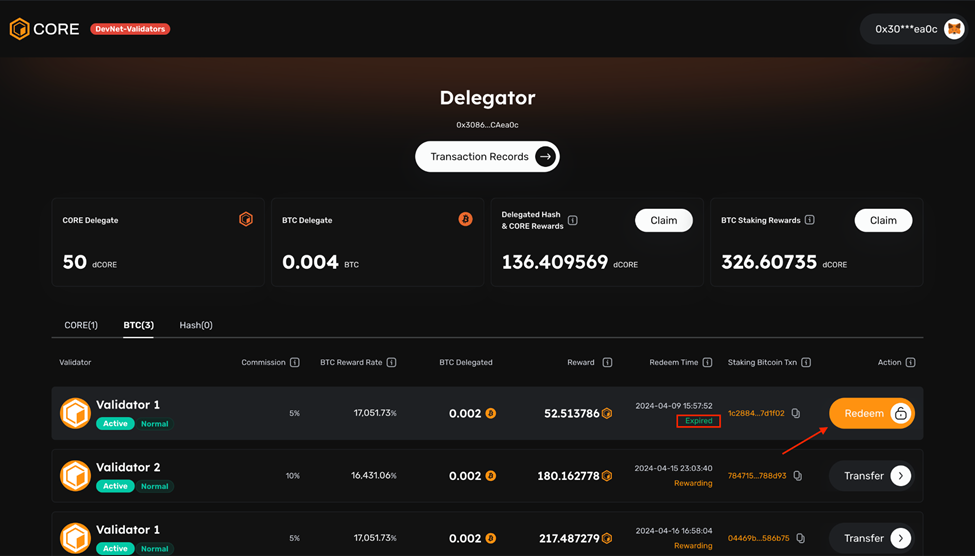 CORE DevNet-Validators 0x30***ea0c
Delegator
0x3086...CAea0c
Transaction Records
CORE Delegate
50 dCORE
BTC Delegate
0.004 BTC
Delegated Hash
& CORE Rewards
Claim
136.409569 dCORE
BTC Staking Rewards
Claim
326.60735 dCORE
CORE(1) BTC(3) Hash(0)
Validator Commission BTC Reward Rate BTC Delegated Reward Redeem Time Staking Bitcoin Txn Action
Validator 1
Active Normal
5% 17,051.73% 0.002 52.513786
2024-04-09 15:57:52
Expired
1c2884...7d1f02
Redeem
Validator 2
Active Normal
10% 16,431.06% 0.002 180.162778
2024-04-15 23:03:40
Rewarding
784715...788d93
Transfer
Validator 1
Active Normal
5% 17,051.73% 0.002 217.487279
2024-04-16 16:58:04
Rewarding
04469b...586b75
Transfer